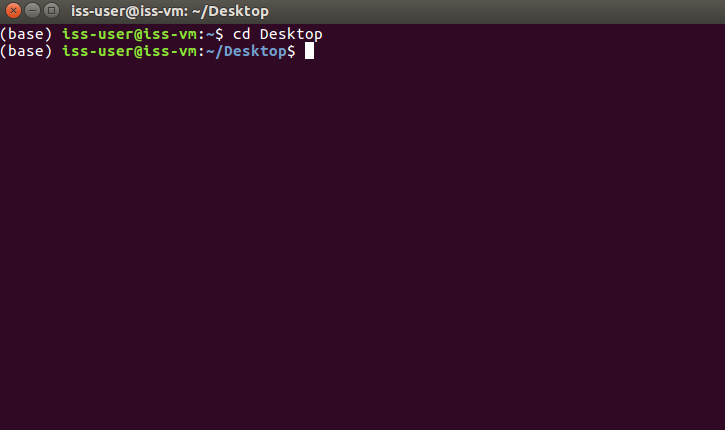 iss-user@iss-vm: ~/Desktop
(base) iss-user@iss-vm:~$ cd Desktop
(base) iss-user@iss-vm:~/Desktop$